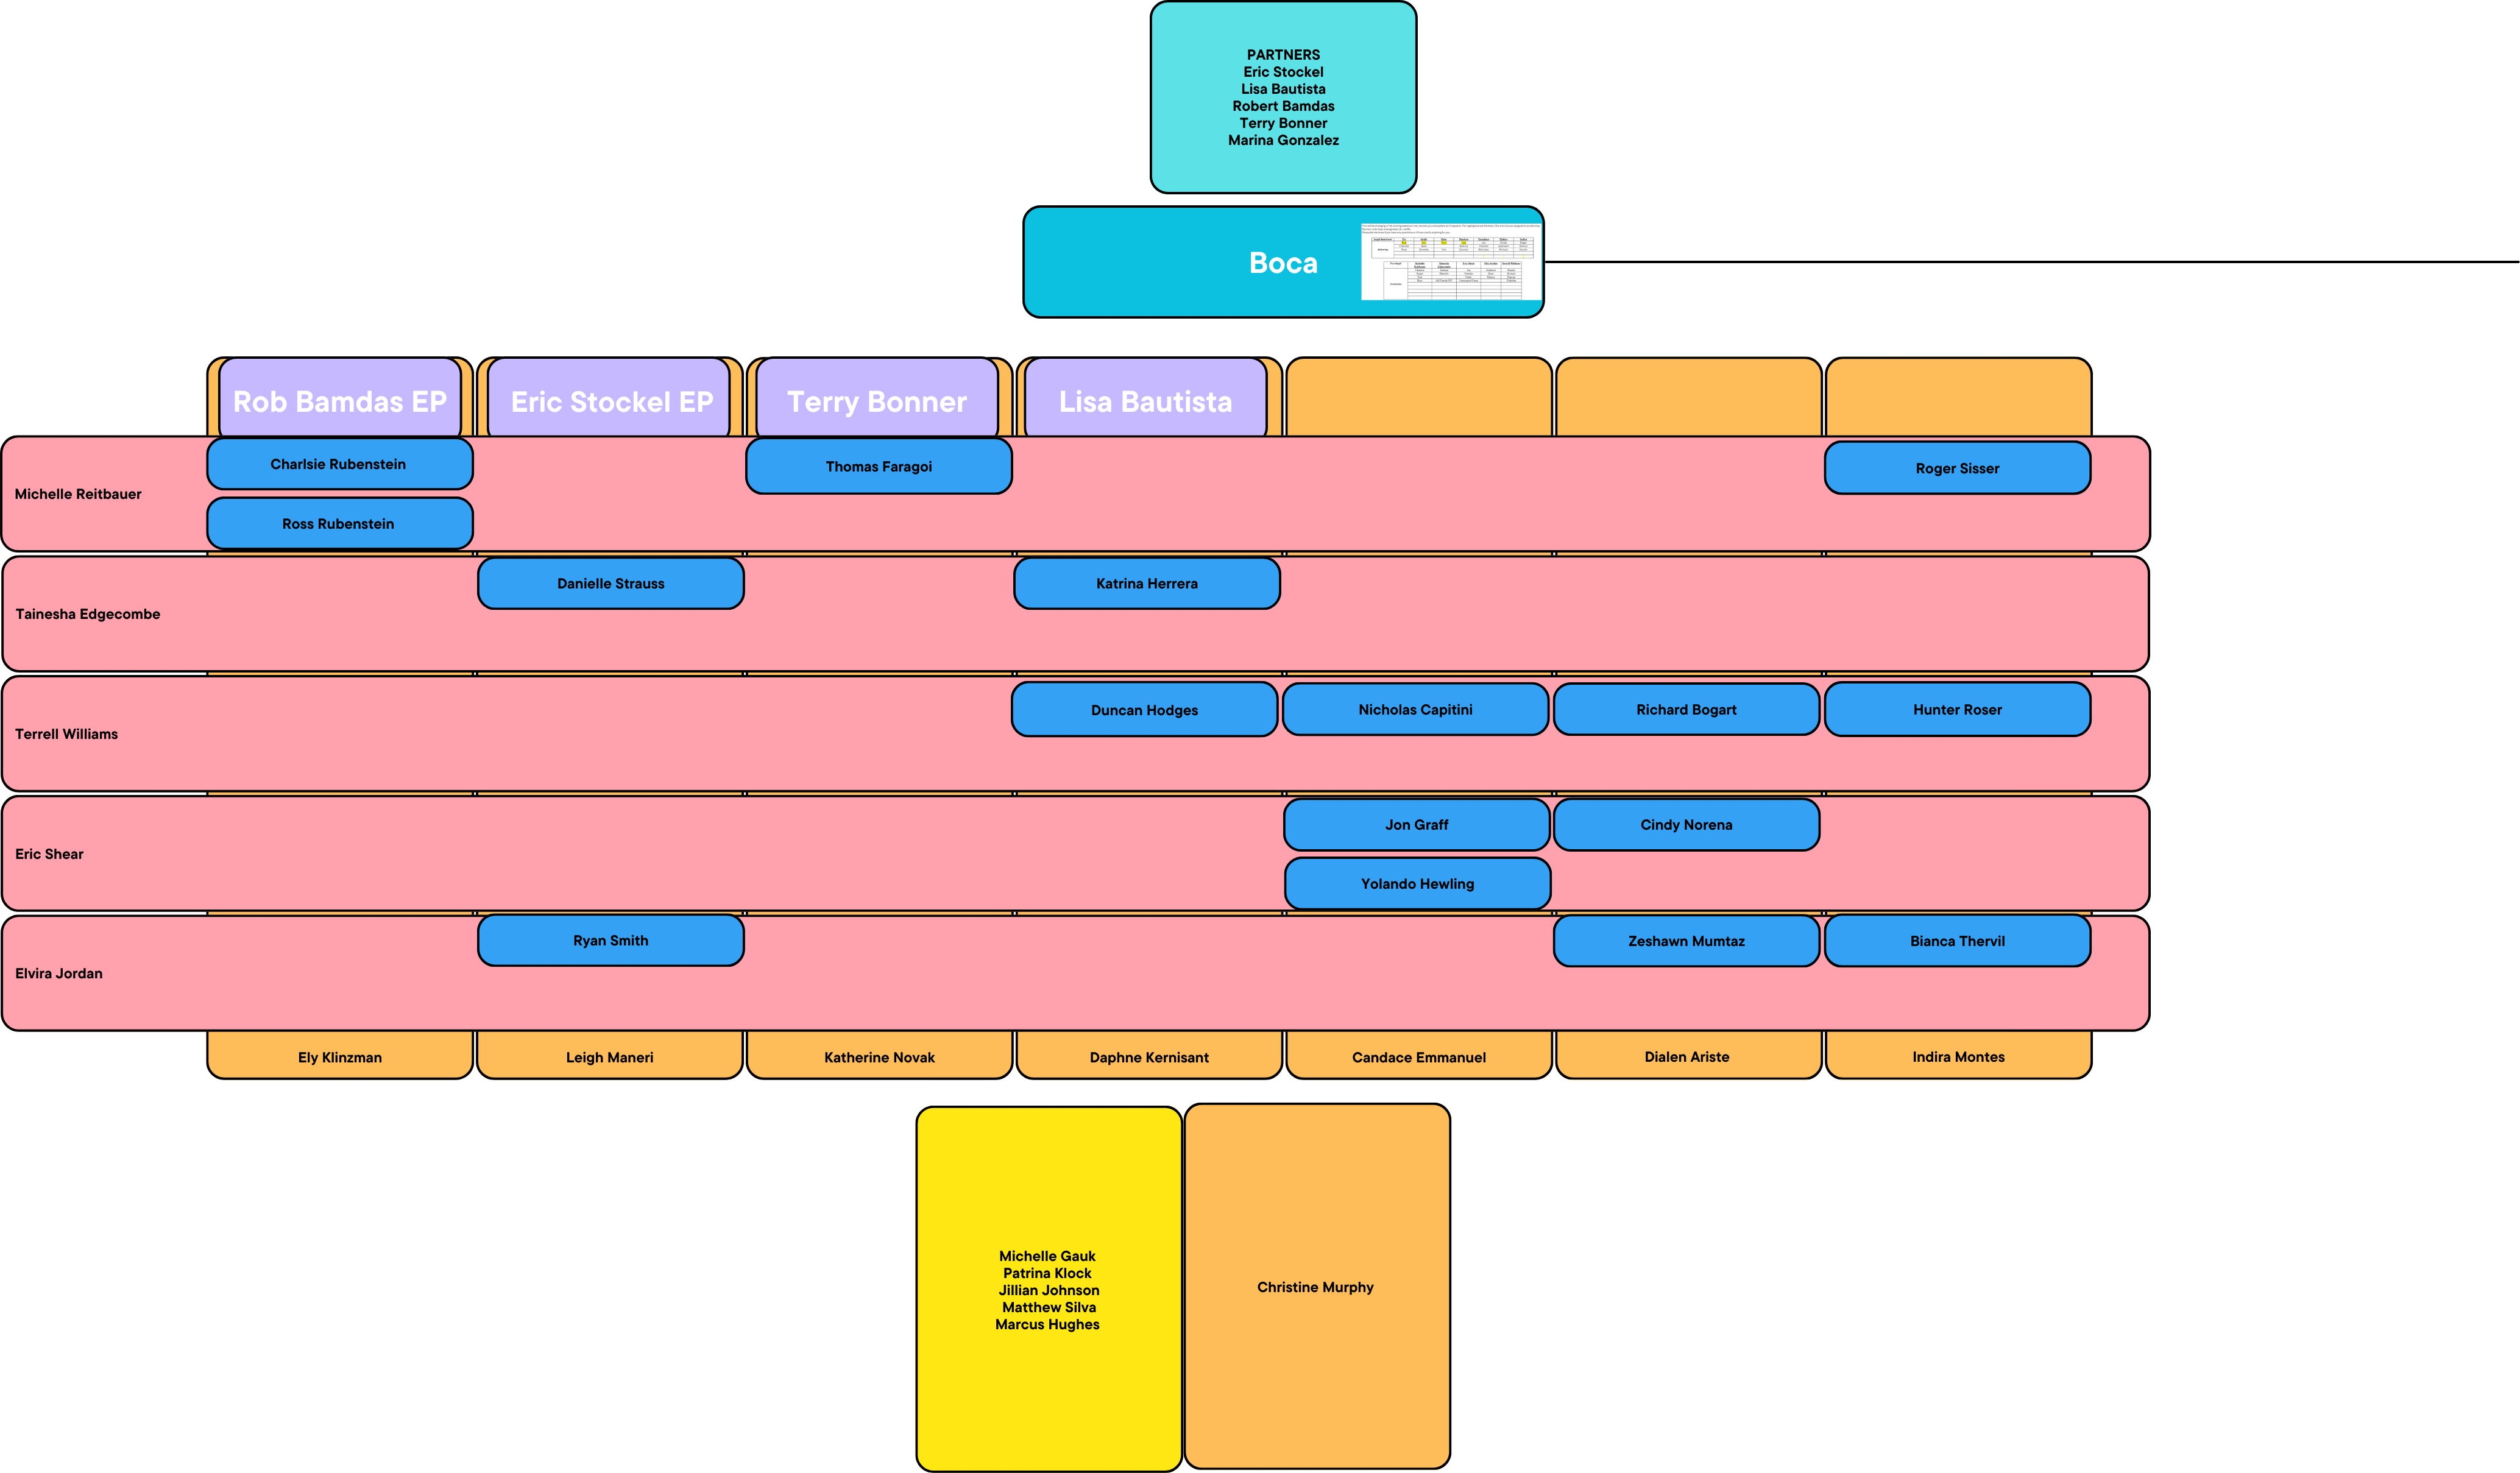 PARTNERS
Eric Stockel
Lisa Bautista
Robert Bamdas
Terry Bonner
Marina Gonzalez
Boca
Rob Bamdas EP
Eric Stockel EP
Terry Bonner
Lisa Bautista
Michelle Reitbauer
Charlsie Rubenstein
Thomas Faragoi
Roger Sisser
Ross Rubenstein
Tainesha Edgecombe
Danielle Strauss
Katrina Herrera
Terrell Williams
Duncan Hodges
Nicholas Capitini
Richard Bogart
Hunter Roser
Eric Shear
Jon Graff
Cindy Norena
Yolando Hewling
Elvira Jordan
Ryan Smith
Zeshawn Mumtaz
Bianca Thervil
Ely Klinzman
Leigh Maneri
Katherine Novak
Daphne Kernisant
Candace Emmanuel
Dialen Ariste
Indira Montes
Michelle Gauk
Patrina Klock
Jillian Johnson
Matthew Silva
Marcus Hughes
Christine Murphy